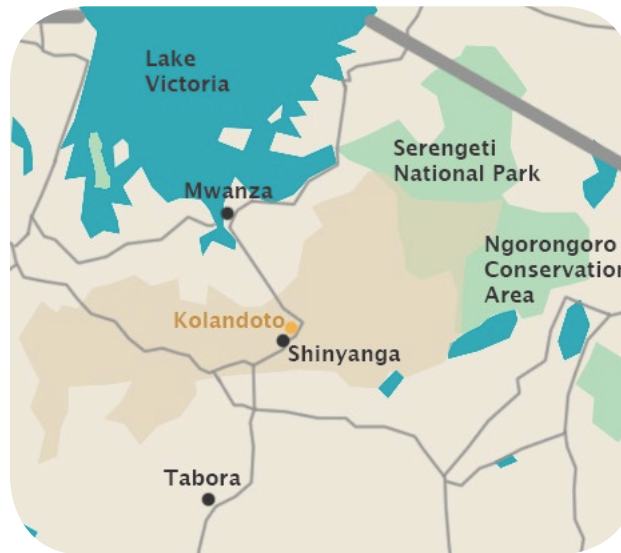 Lake
Victoria
Serengeti
National Park
Mwanza
Ngorongoro
Conservation
Area
Kolandoto
Shinyanga
Tabora